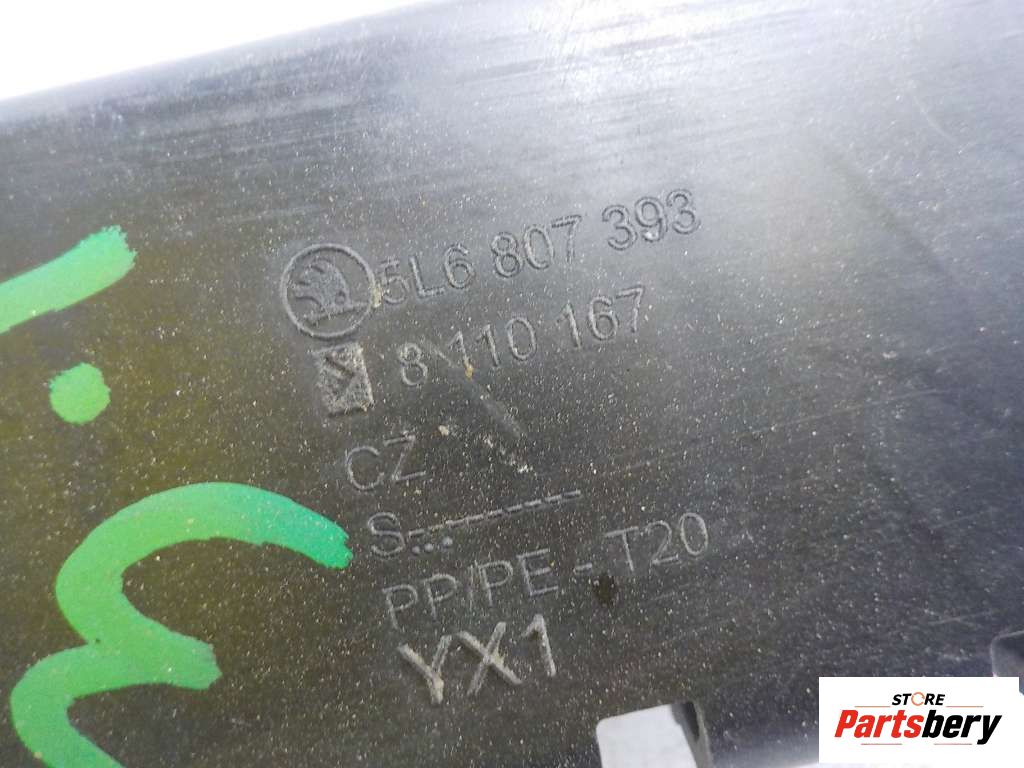 5L6 807 393
8 110 167
CZ
S--------
PP/PE - T20
YX1
STORE
Partsbery